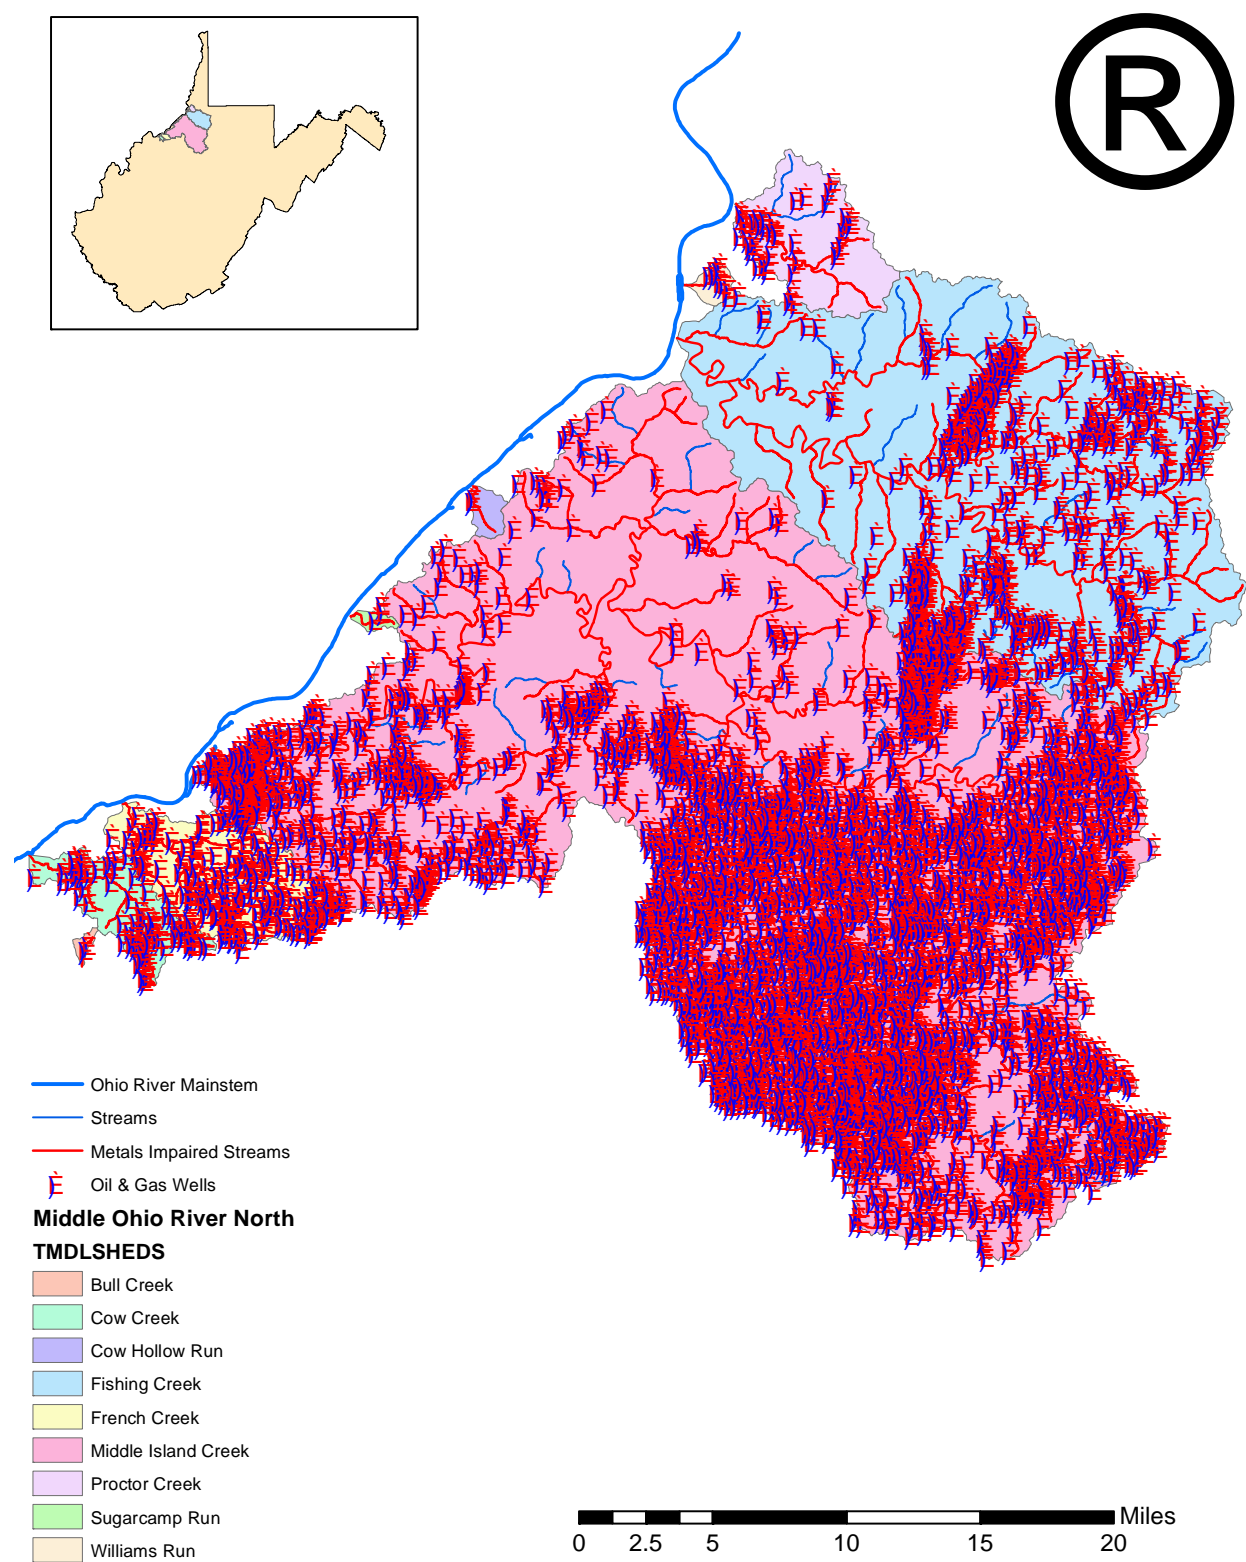 ®
Ohio River Mainstem
Streams
Metals Impaired Streams
Oil & Gas Wells
Middle Ohio River North
TMDLSHEDS
Bull Creek
Cow Creek
Cow Hollow Run
Fishing Creek
French Creek
Middle Island Creek
Proctor Creek
Sugarcamp Run
Williams Run
Miles
0 2.5 5 10 15 20